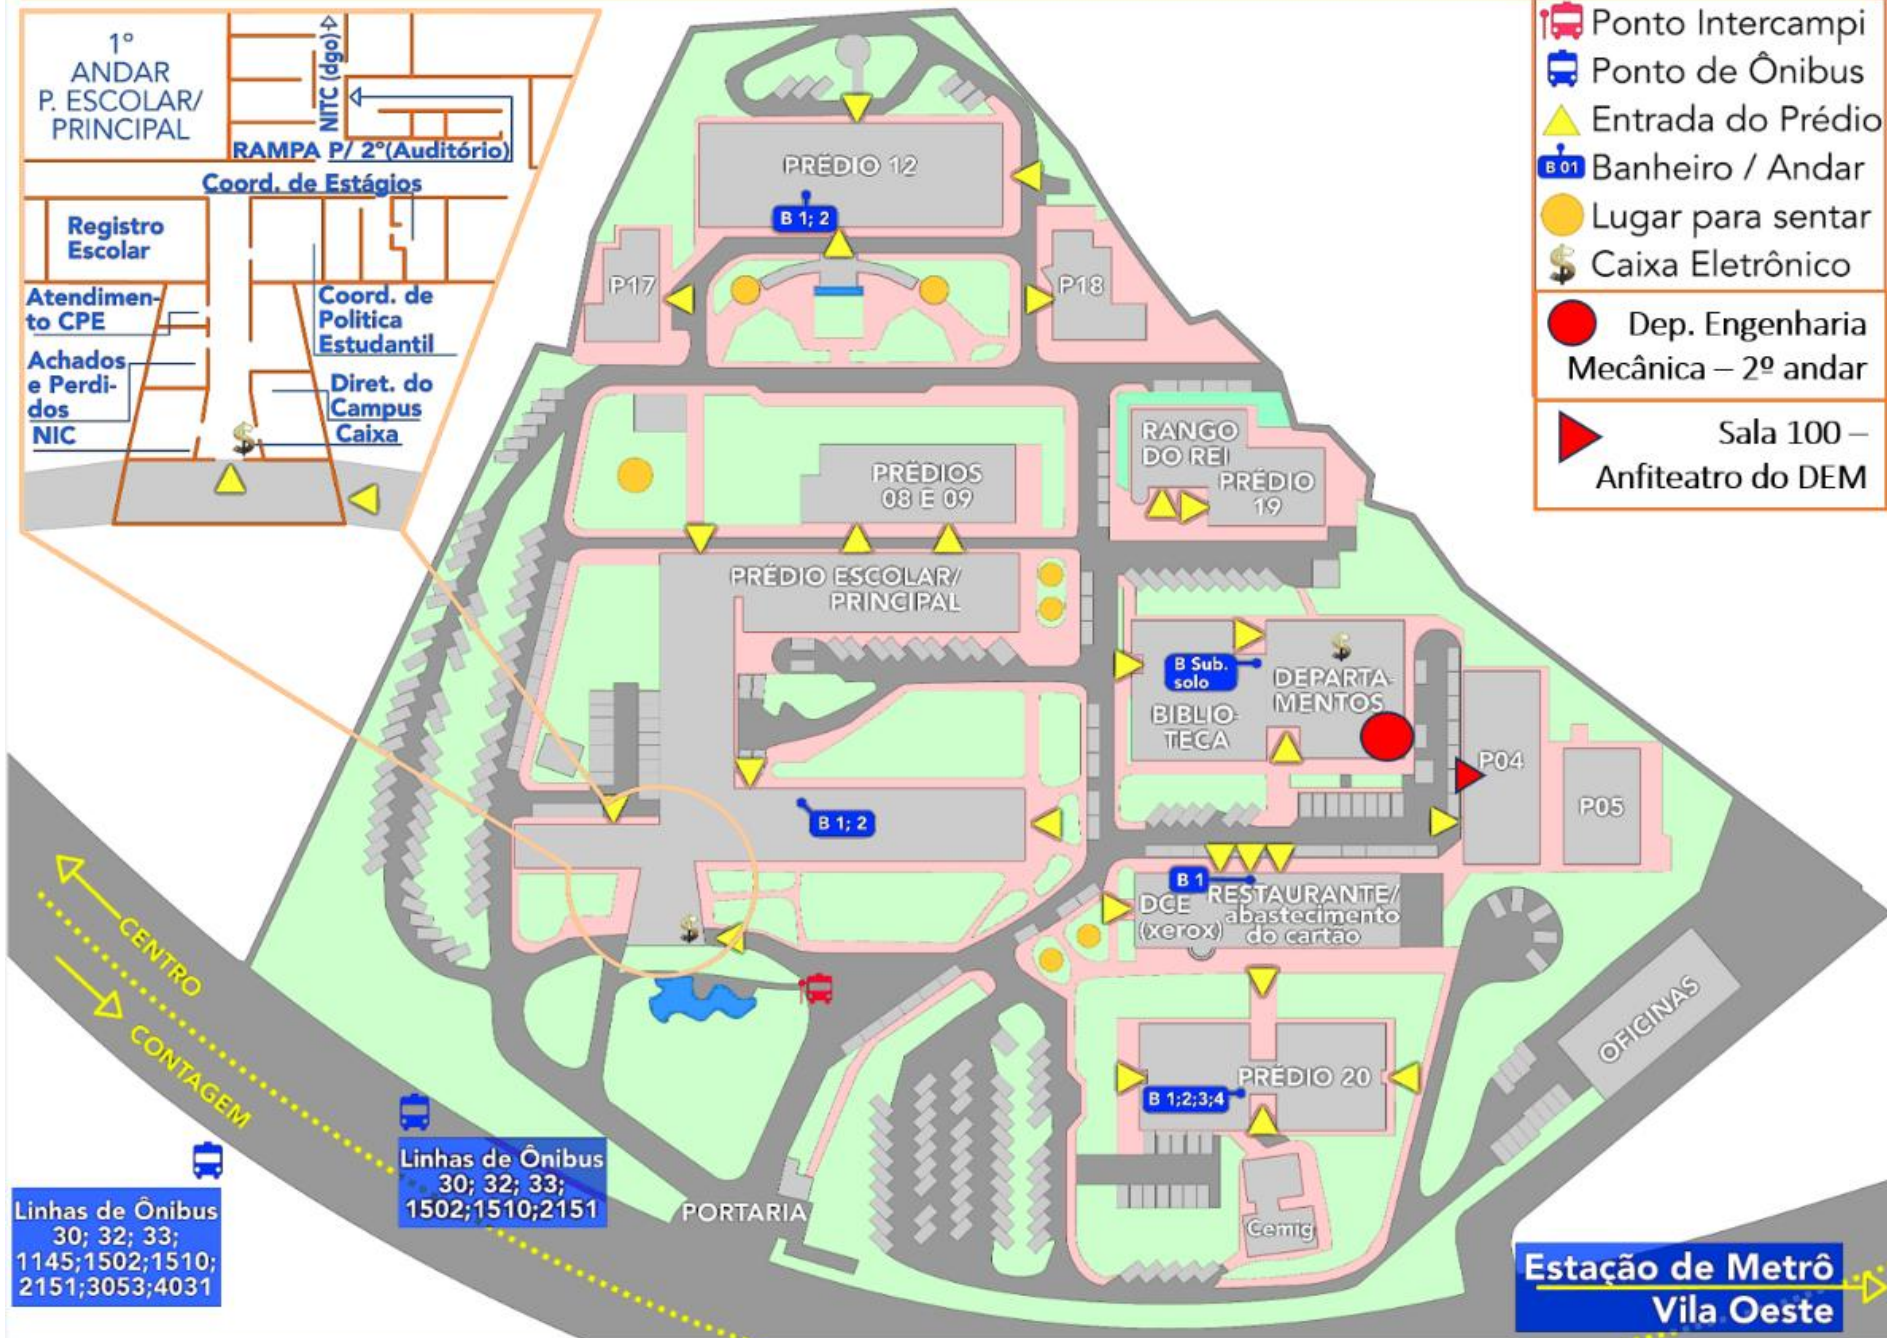 1º
ANDAR
P. ESCOLAR/
PRINCIPAL
NITC (dgo)
RAMPA P/ 2º(Auditório)
Coord. de Estágios
Registro
Escolar
Atendimen-
to CPE
Achados
e Perdi-
dos
NIC
Coord. de
Politica
Estudantil
Diret. do
Campus
Caixa
Ponto Intercampi
Ponto de Ônibus
Entrada do Prédio
B 01 Banheiro / Andar
Lugar para sentar
Caixa Eletrônico
Dep. Engenharia
Mecânica – 2º andar
Sala 100 –
Anfiteatro do DEM
PRÉDIO 12
B 1; 2
P17
P18
RANGO
DO REI
PRÉDIO
19
PRÉDIOS
08 E 09
PRÉDIO ESCOLAR/
PRINCIPAL
B Sub.
solo
DEPARTA-
MENTOS
BIBLIO-
TECA
P04
P05
B 1; 2
B 1
DCE
(xerox)
RESTAURANTE/
abastecimento
do cartão
CENTRO
CONTAGEM
OFICINAS
PRÉDIO 20
B 1;2;3;4
Cemig
PORTARIA
Linhas de Ônibus
30; 32; 33;
1502;1510;2151
Linhas de Ônibus
30; 32; 33;
1145;1502;1510;
2151;3053;4031
Estação de Metrô
Vila Oeste